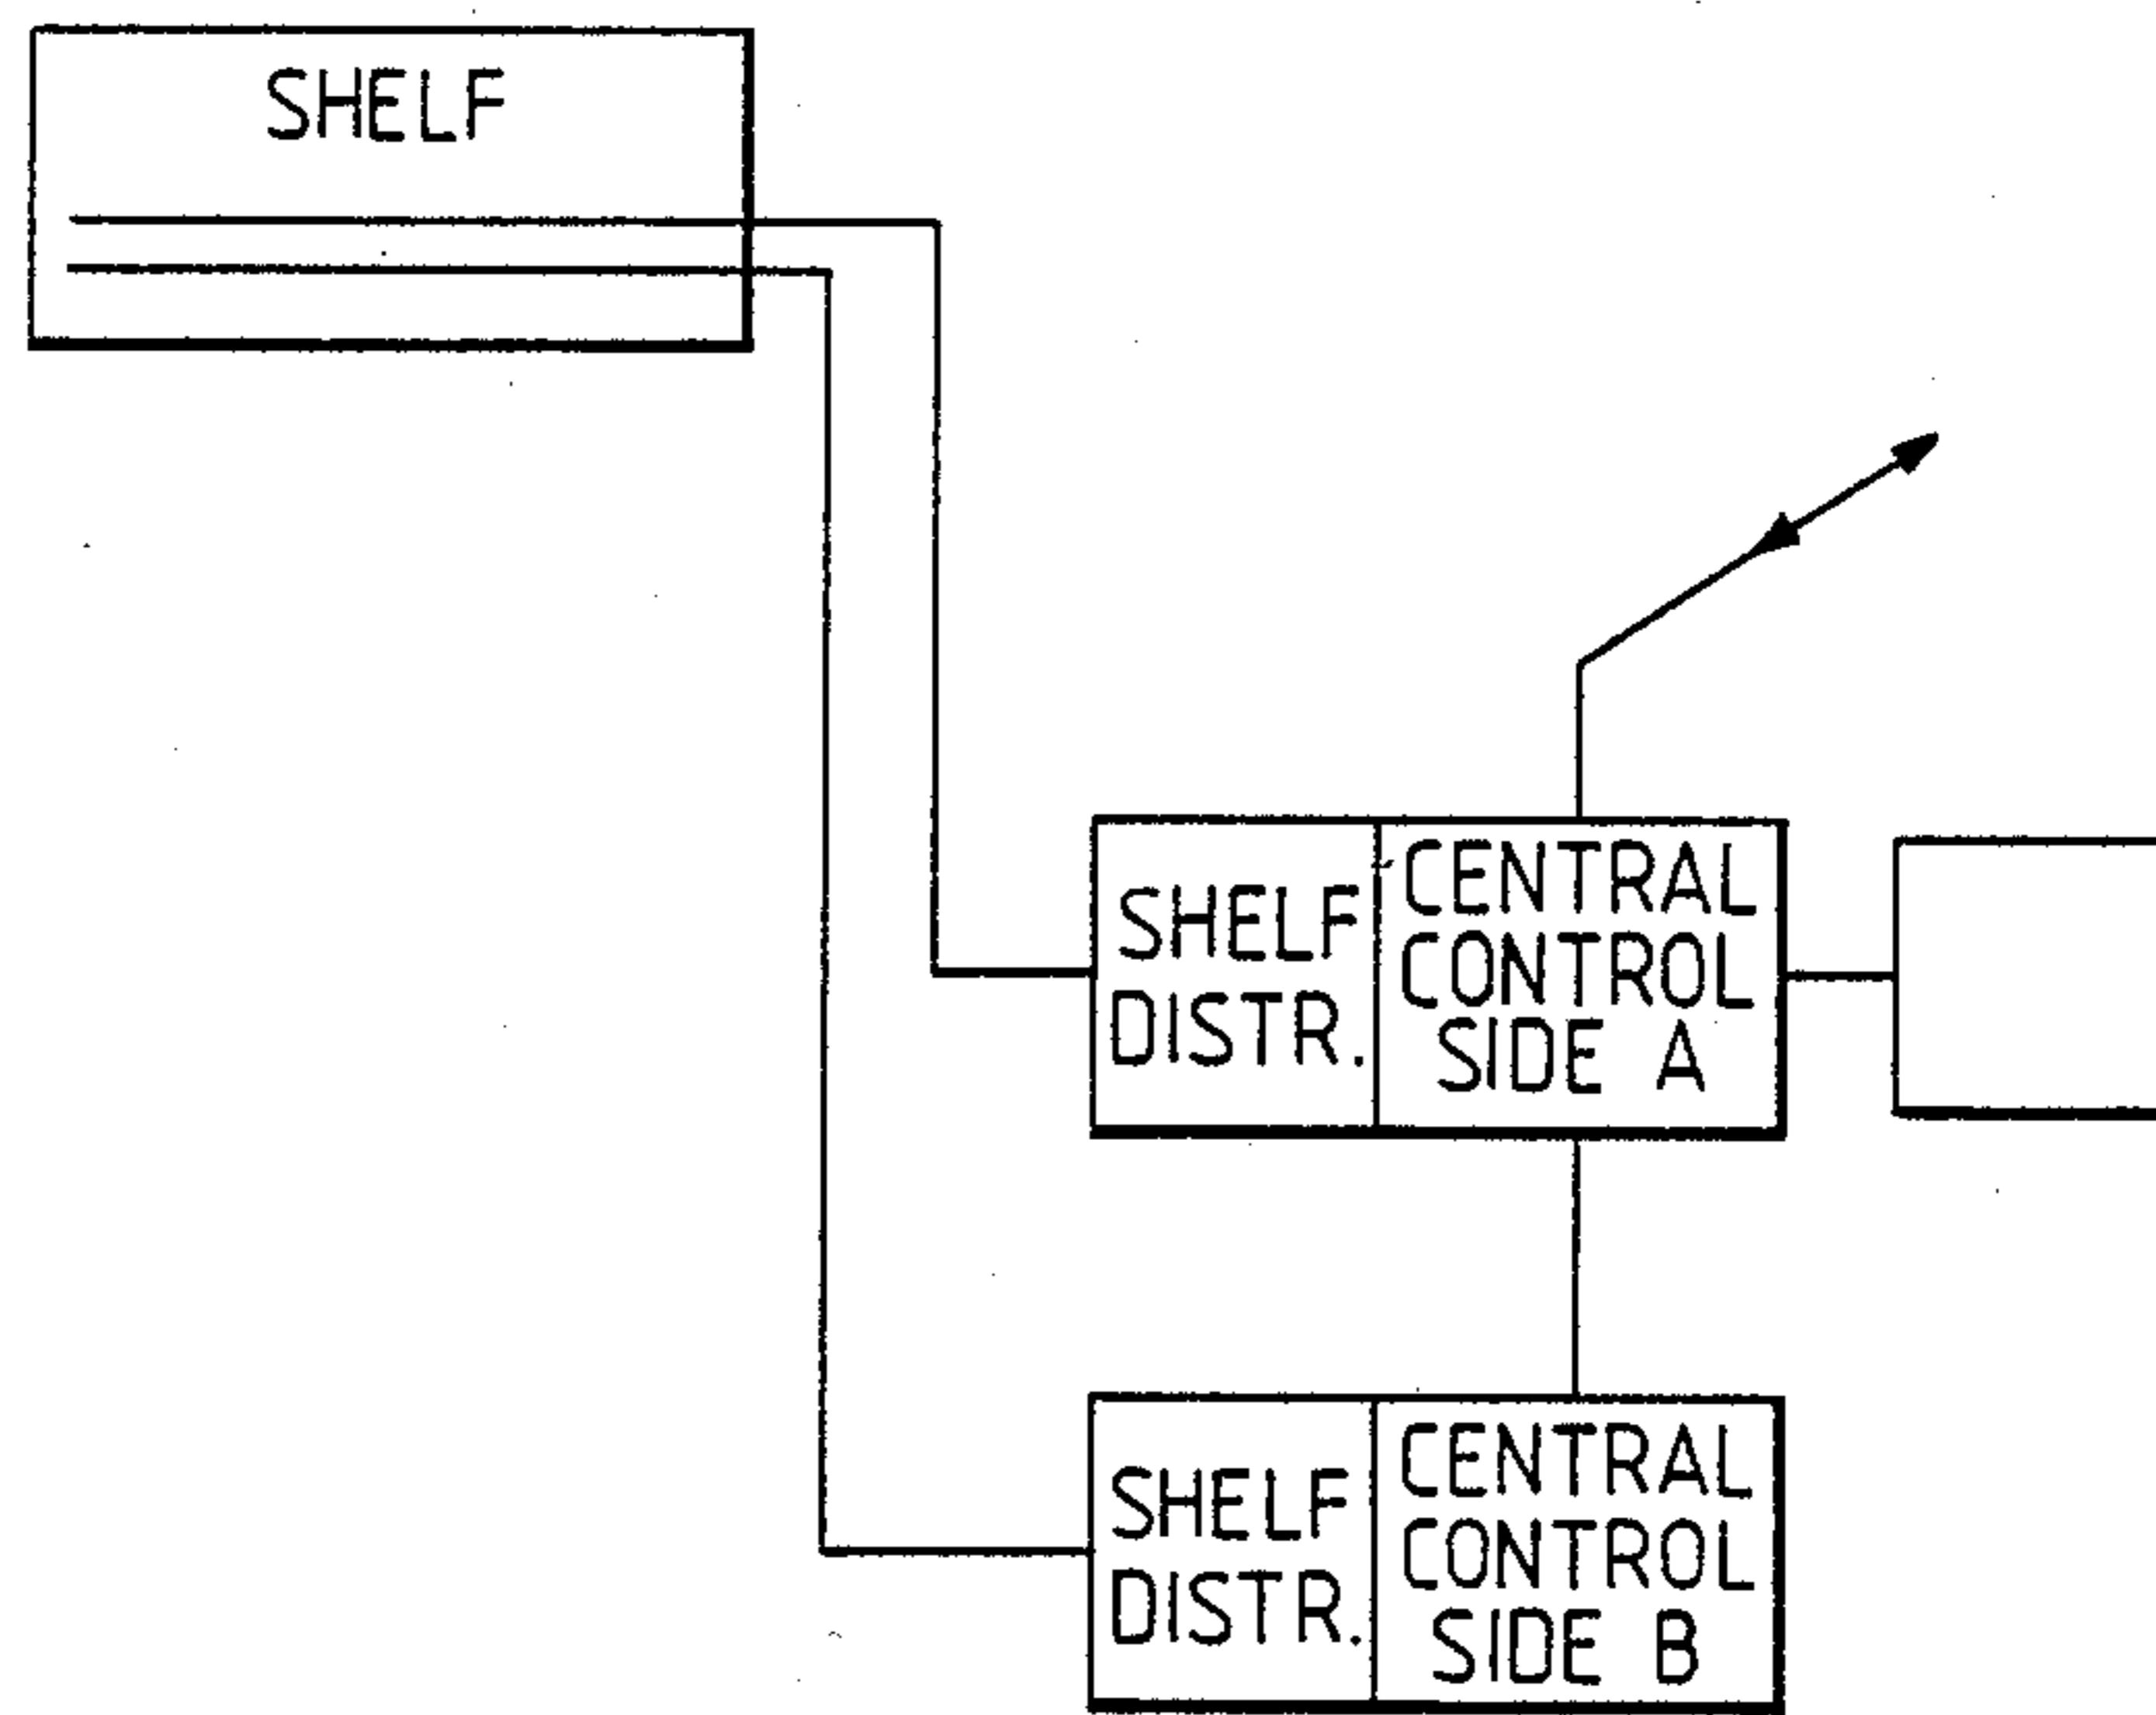 SHELF
SHELF
DISTR.
CENTRAL
CONTROL
SIDE A
SHELF
DISTR.
CENTRAL
CONTROL
SIDE B